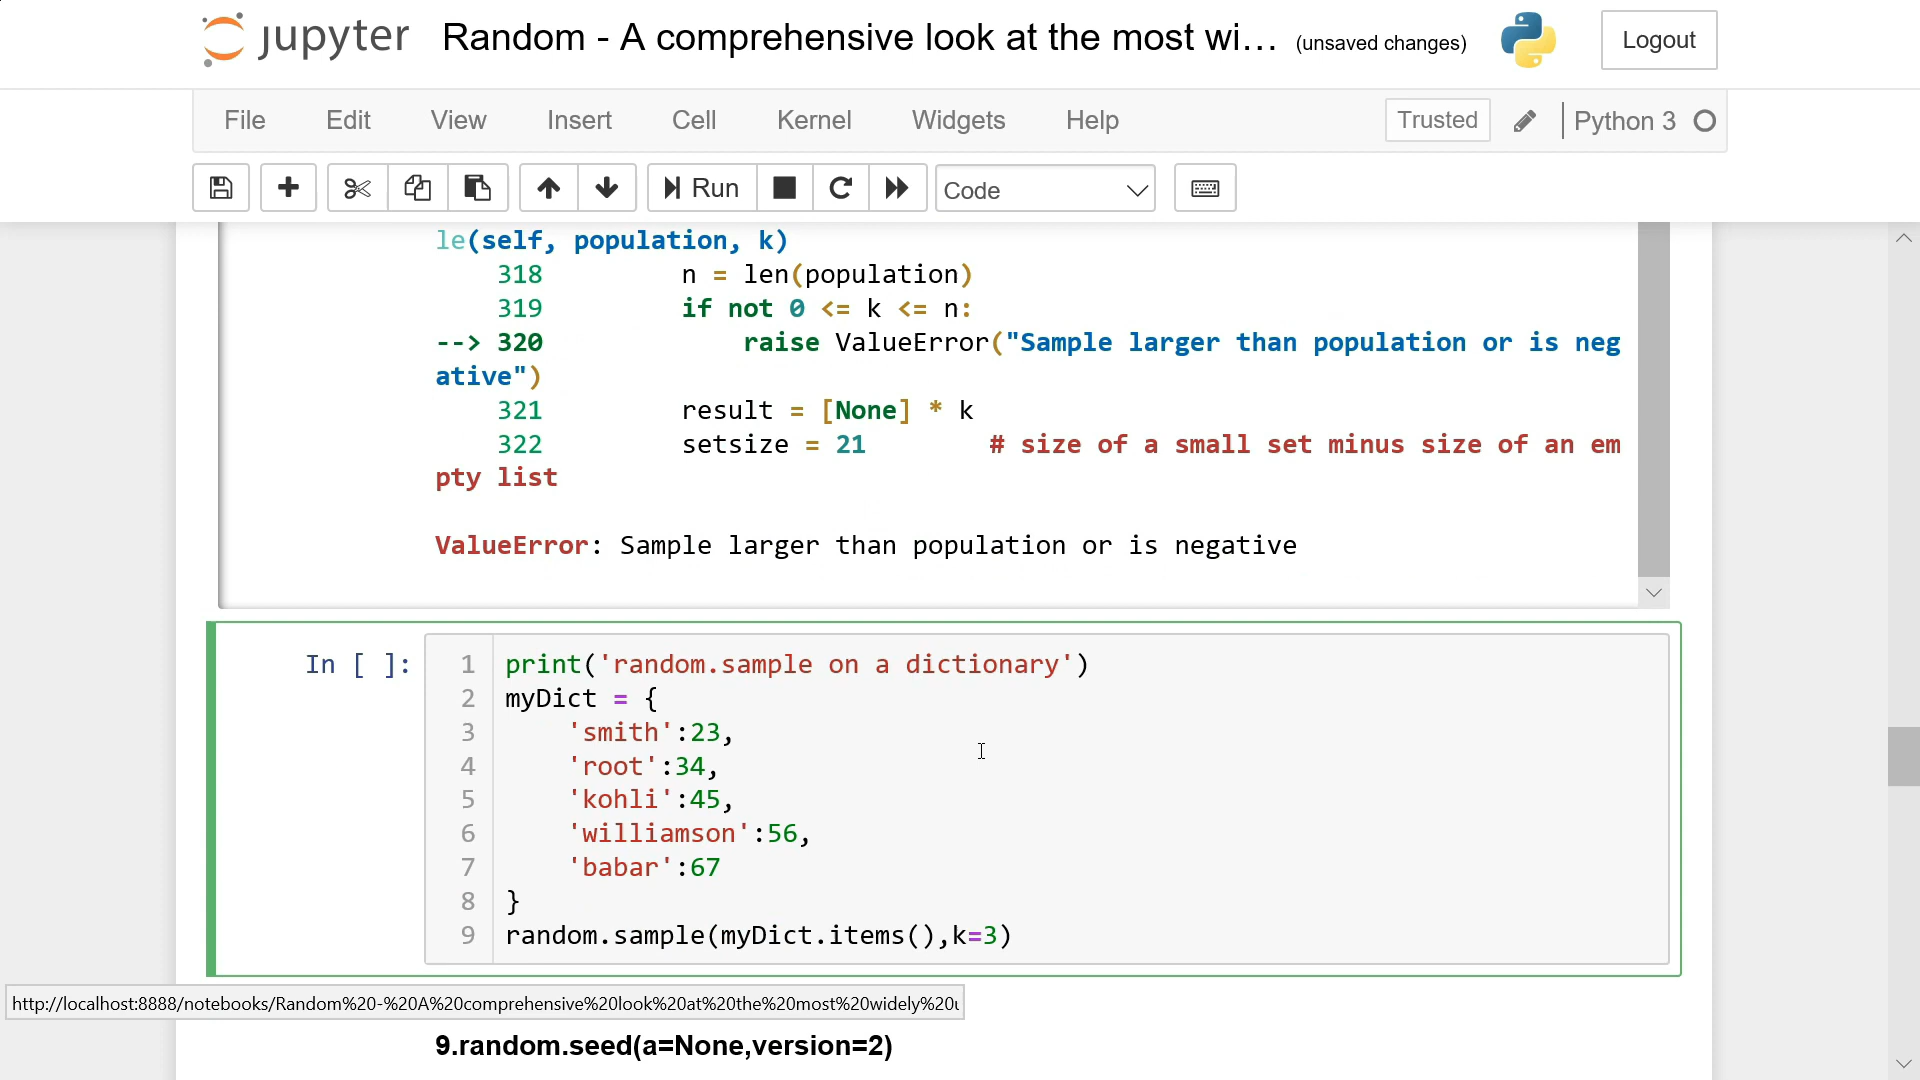 jupyter Random - A comprehensive look at the most wi... (unsaved changes) Logout
File Edit View Insert Cell Kernel Widgets Help Trusted Python 3
Run Code
le(self, population, k)
318 n = len(population)
319 if not 0 <= k <= n:
--> 320 raise ValueError("Sample larger than population or is neg
ative")
321 result = [None] * k
322 setsize = 21 # size of a small set minus size of an em
pty list
ValueError: Sample larger than population or is negative
In [ ]:
1 print('random.sample on a dictionary')
2 myDict = {
3 'smith':23,
4 'root':34,
5 'kohli':45,
6 'williamson':56,
7 'babar':67
8 }
9 random.sample(myDict.items(),k=3)
http://localhost:8888/notebooks/Random%20-%20A%20comprehensive%20look%20at%20the%20most%20widely%20u
9.random.seed(a=None,version=2)